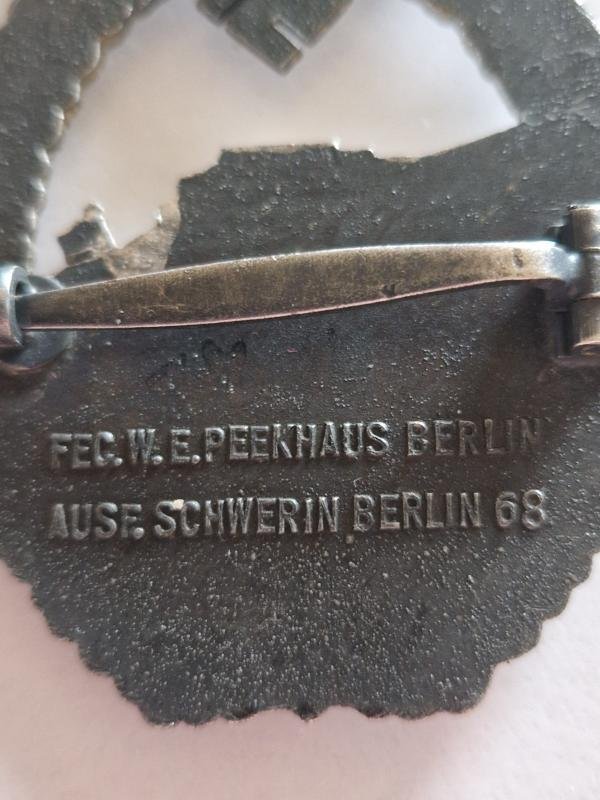 FEC. W. E. PEEKHAUS BERLIN
AUSF. SCHWERIN BERLIN 68